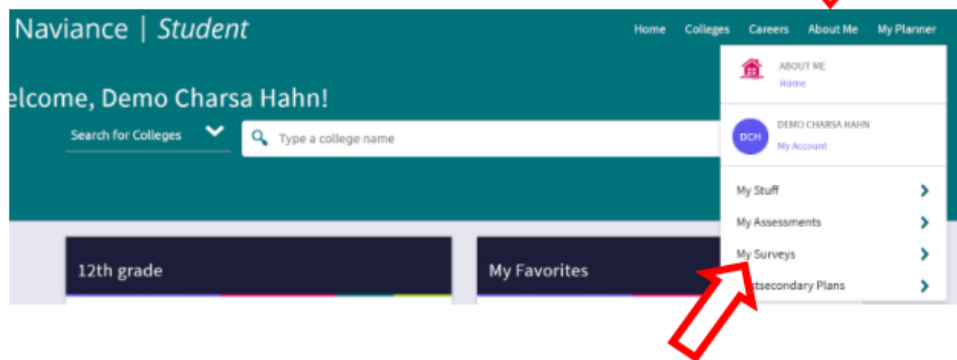 Naviance | Student
Home Colleges Careers About Me My Planner
ABOUT ME
Home
elcome, Demo Charsa Hahn!
Search for Colleges
Type a college name
DCH
DEMO CHARSA HAHN
My Account
My Stuff
My Assessments
My Surveys
stsecondary Plans
12th grade
My Favorites